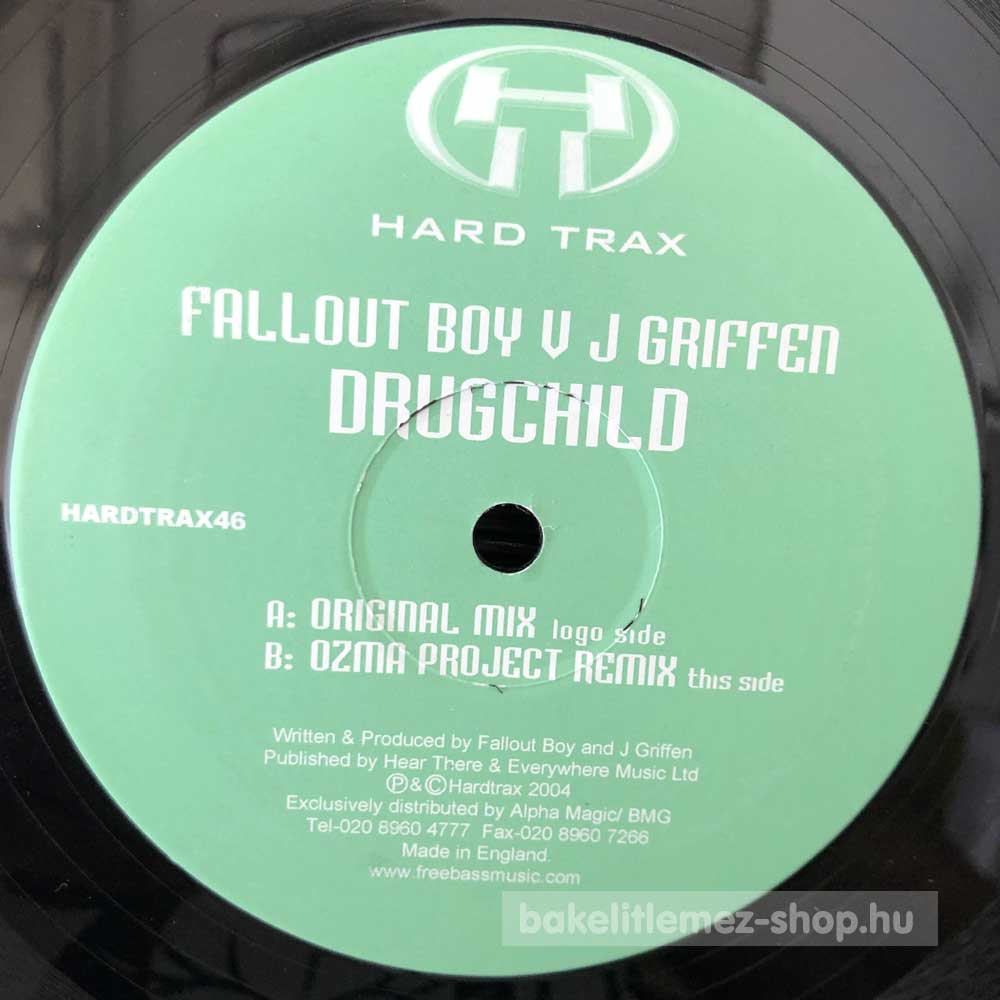 HARD TRAX
FALLOUT BOY V J GRIFFEN
DRUGCHILD
HARDTRAX46
A: ORIGINAL MIX logo side
B: OZMA PROJECT REMIX this side
Written & Produced by Fallout Boy and J Griffen
Published by Hear There & Everywhere Music Ltd
Ⓟ&©Hardtrax 2004
Exclusively distributed by Alpha Magic/ BMG
Tel-020 8960 4777 Fax-020 8960 7266
Made in England.
www.freebassmusic.com
bakelitlemez-shop.hu